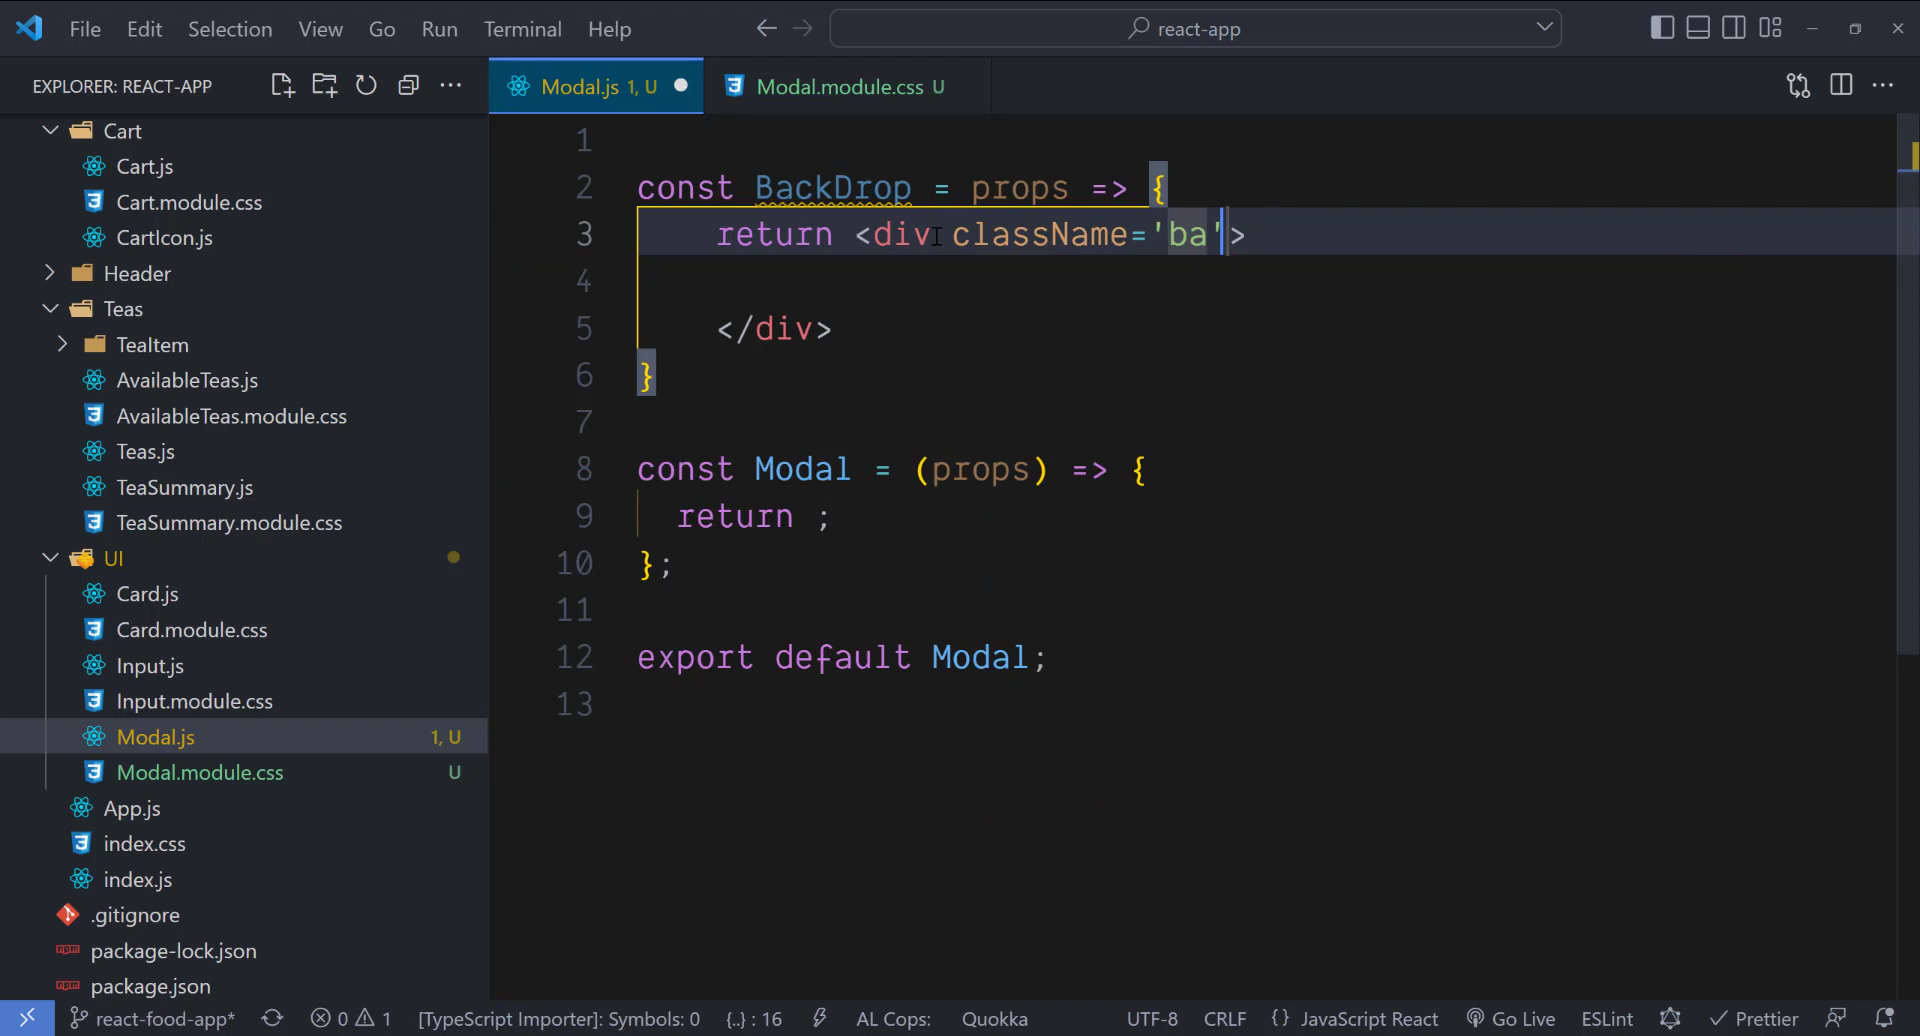 File Edit Selection View Go Run Terminal Help
react-app
EXPLORER: REACT-APP
Modal.js 1, U
Modal.module.css U
Cart
Cart.js
Cart.module.css
CartIcon.js
Header
Teas
TeaItem
AvailableTeas.js
AvailableTeas.module.css
Teas.js
TeaSummary.js
TeaSummary.module.css
UI
Card.js
Card.module.css
Input.js
Input.module.css
Modal.js 1, U
Modal.module.css U
App.js
index.css
index.js
.gitignore
package-lock.json
package.json
1
2 const BackDrop = props => {
3 return <div className='ba'>
4
5 </div>
6 }
7
8 const Modal = (props) => {
9 return ;
10 };
11
12 export default Modal;
13
react-food-app* 0 1 [TypeScript Importer]: Symbols: 0 {..} : 16 AL Cops: Quokka UTF-8 CRLF {} JavaScript React Go Live ESLint Prettier